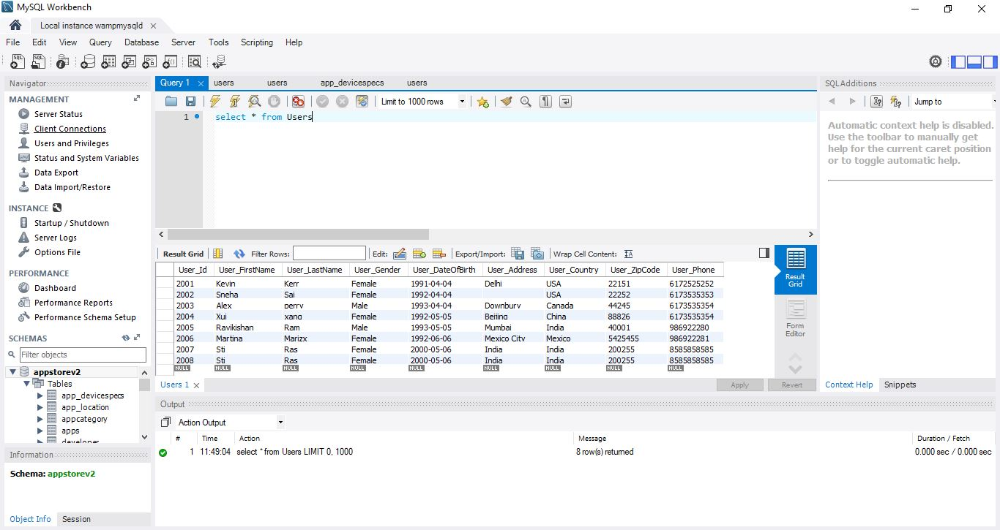 MySQL Workbench
Local instance wampmysqld
File Edit View Query Database Server Tools Scripting Help
Navigator
MANAGEMENT
Server Status
Client Connections
Users and Privileges
Status and System Variables
Data Export
Data Import/Restore
INSTANCE
Startup / Shutdown
Server Logs
Options File
PERFORMANCE
Dashboard
Performance Reports
Performance Schema Setup
SCHEMAS
Filter objects
appstorev2
Tables
app_devicespecs
app_location
appcategory
apps
developer
Information
Schema: appstorev2
Object Info Session
Query 1 users users app_devicespecs users
Limit to 1000 rows
1 select * from Users
Result Grid Filter Rows: Edit: Export/Import: Wrap Cell Content:
User_Id User_FirstName User_LastName User_Gender User_DateOfBirth User_Address User_Country User_ZipCode User_Phone
2001 Kevin Kerr Female 1991-04-04 Delhi USA 22151 6172525252
2002 Sneha Sai Female 1992-04-04 USA 22252 6173535353
2003 Alex perry Male 1993-04-04 Downbury Canada 44245 6173535354
2004 Xui xang Female 1992-05-05 Beijing China 88826 6173535354
2005 Ravikishan Ram Male 1993-05-05 Mumbai India 40001 986922280
2006 Martina Marizx Female 1992-06-06 Mexico City Mexico 5425455 986922281
2007 Sti Ras Female 2000-05-06 India India 200255 8585858585
2008 Sti Ras Female 2000-05-06 India India 200255 8585858585
NULL NULL NULL NULL NULL NULL NULL NULL NULL
Result Grid
Form Editor
Users 1 Apply Revert
Output
Action Output
# Time Action Message Duration / Fetch
1 11:49:04 select * from Users LIMIT 0, 1000 8 row(s) returned 0.000 sec / 0.000 sec
SQLAdditions
Jump to
Automatic context help is disabled.
Use the toolbar to manually get
help for the current caret position
or to toggle automatic help.
Context Help Snippets